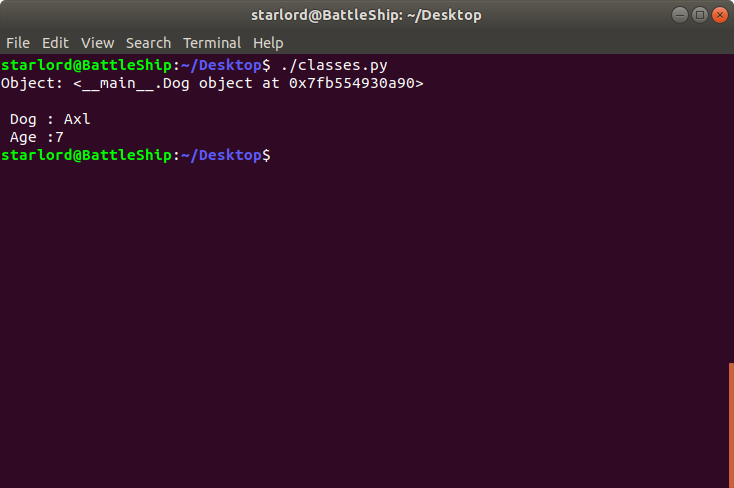 starlord@BattleShip: ~/Desktop
File Edit View Search Terminal Help
starlord@BattleShip:~/Desktop$ ./classes.py
Object: <__main__.Dog object at 0x7fb554930a90>
Dog : Axl
Age :7
starlord@BattleShip:~/Desktop$